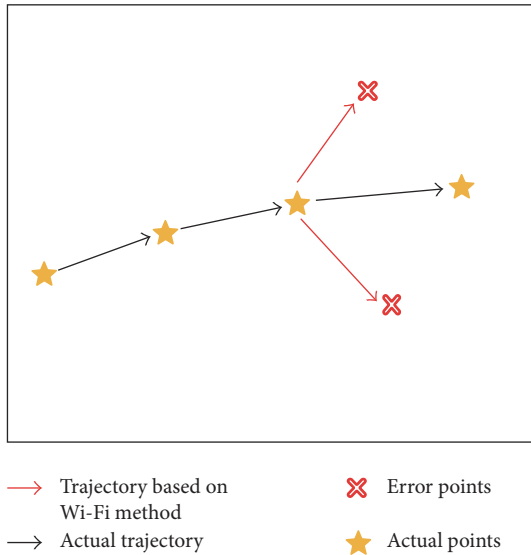 Trajectory based on
Wi-Fi method
Actual trajectory
Error points
Actual points